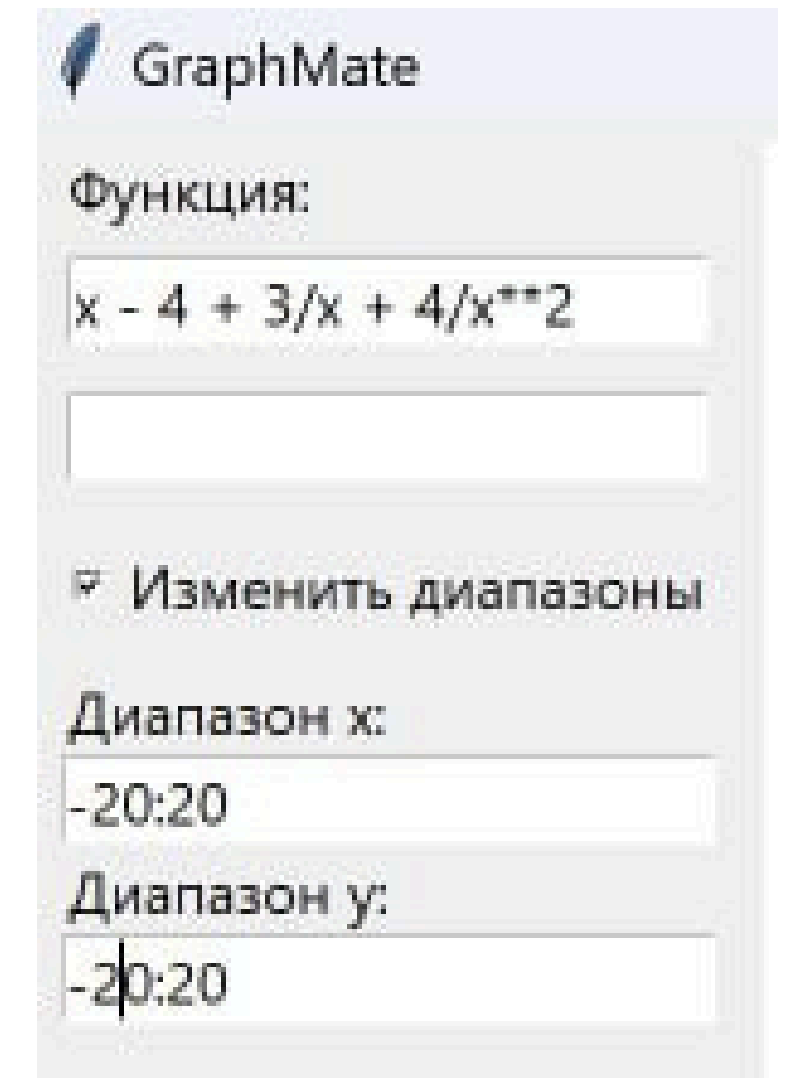 GraphMate
Функция:
x - 4 + 3/x + 4/x**2
Изменить диапазоны
Диапазон x:
-20:20
Диапазон y:
-20:20